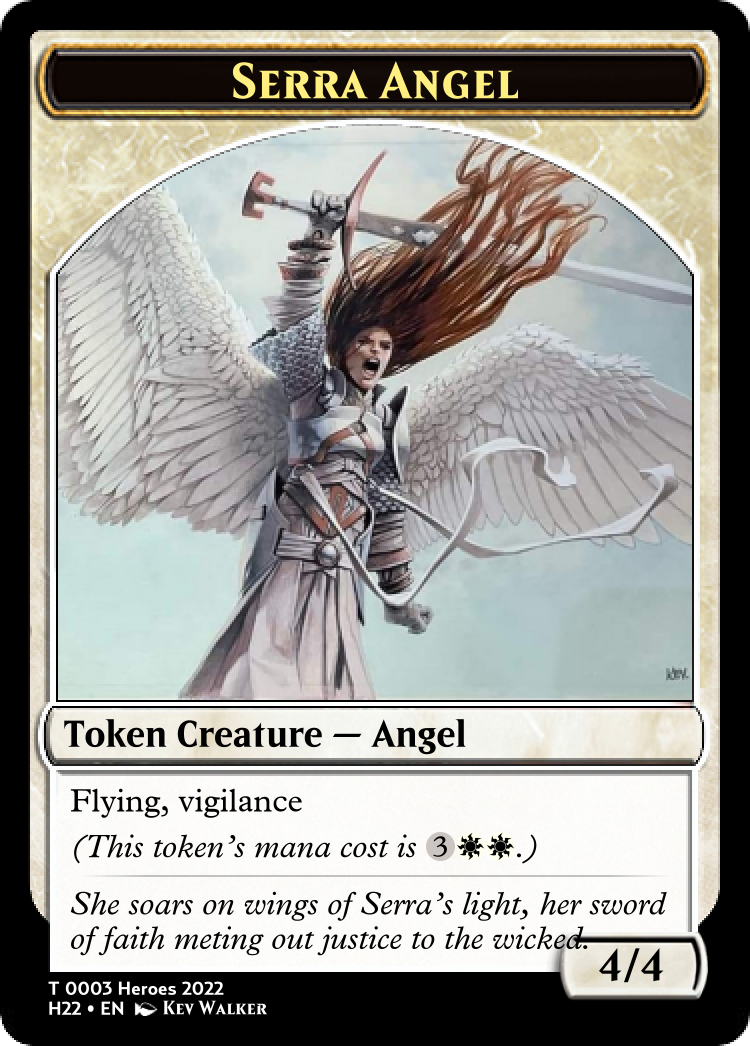 Serra Angel
Kev.
Token Creature — Angel
Flying, vigilance
(This token's mana cost is 3.)
She soars on wings of Serra's light, her sword
of faith meting out justice to the wicked.
4/4
T 0003 Heroes 2022
H22 • EN Kev Walker